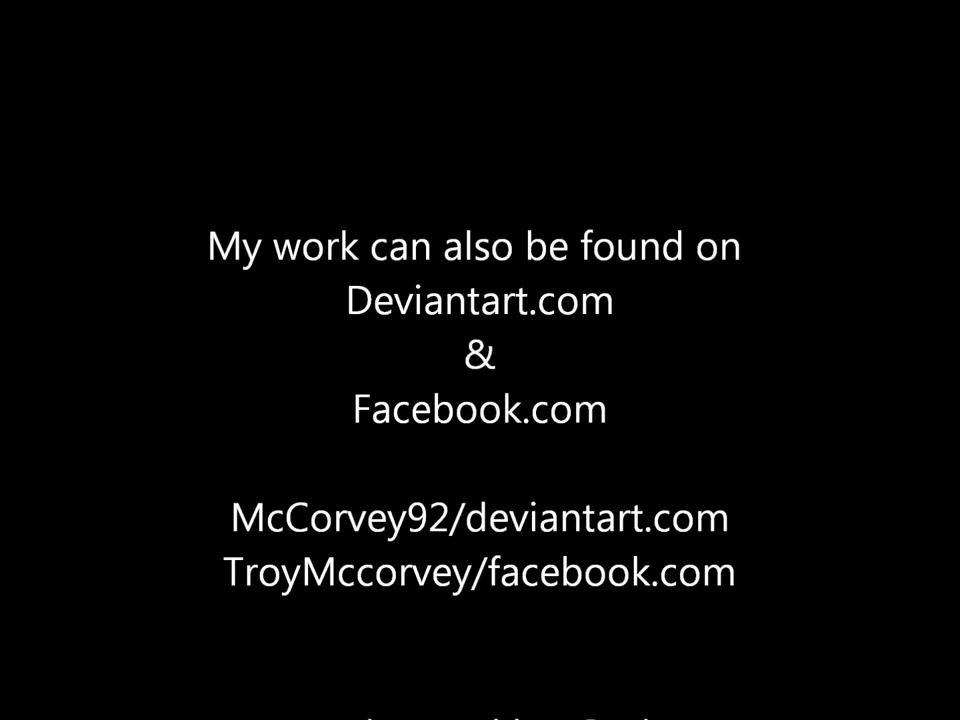 My work can also be found on
Deviantart.com
&
Facebook.com
McCorvey92/deviantart.com
TroyMccorvey/facebook.com